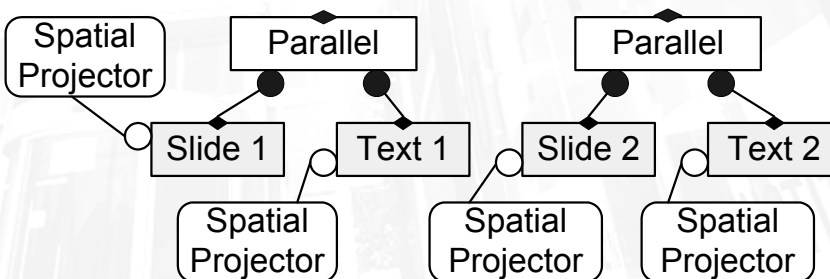 Spatial
Projector
Parallel
Parallel
Slide 1
Text 1
Slide 2
Text 2
Spatial
Projector
Spatial
Projector
Spatial
Projector